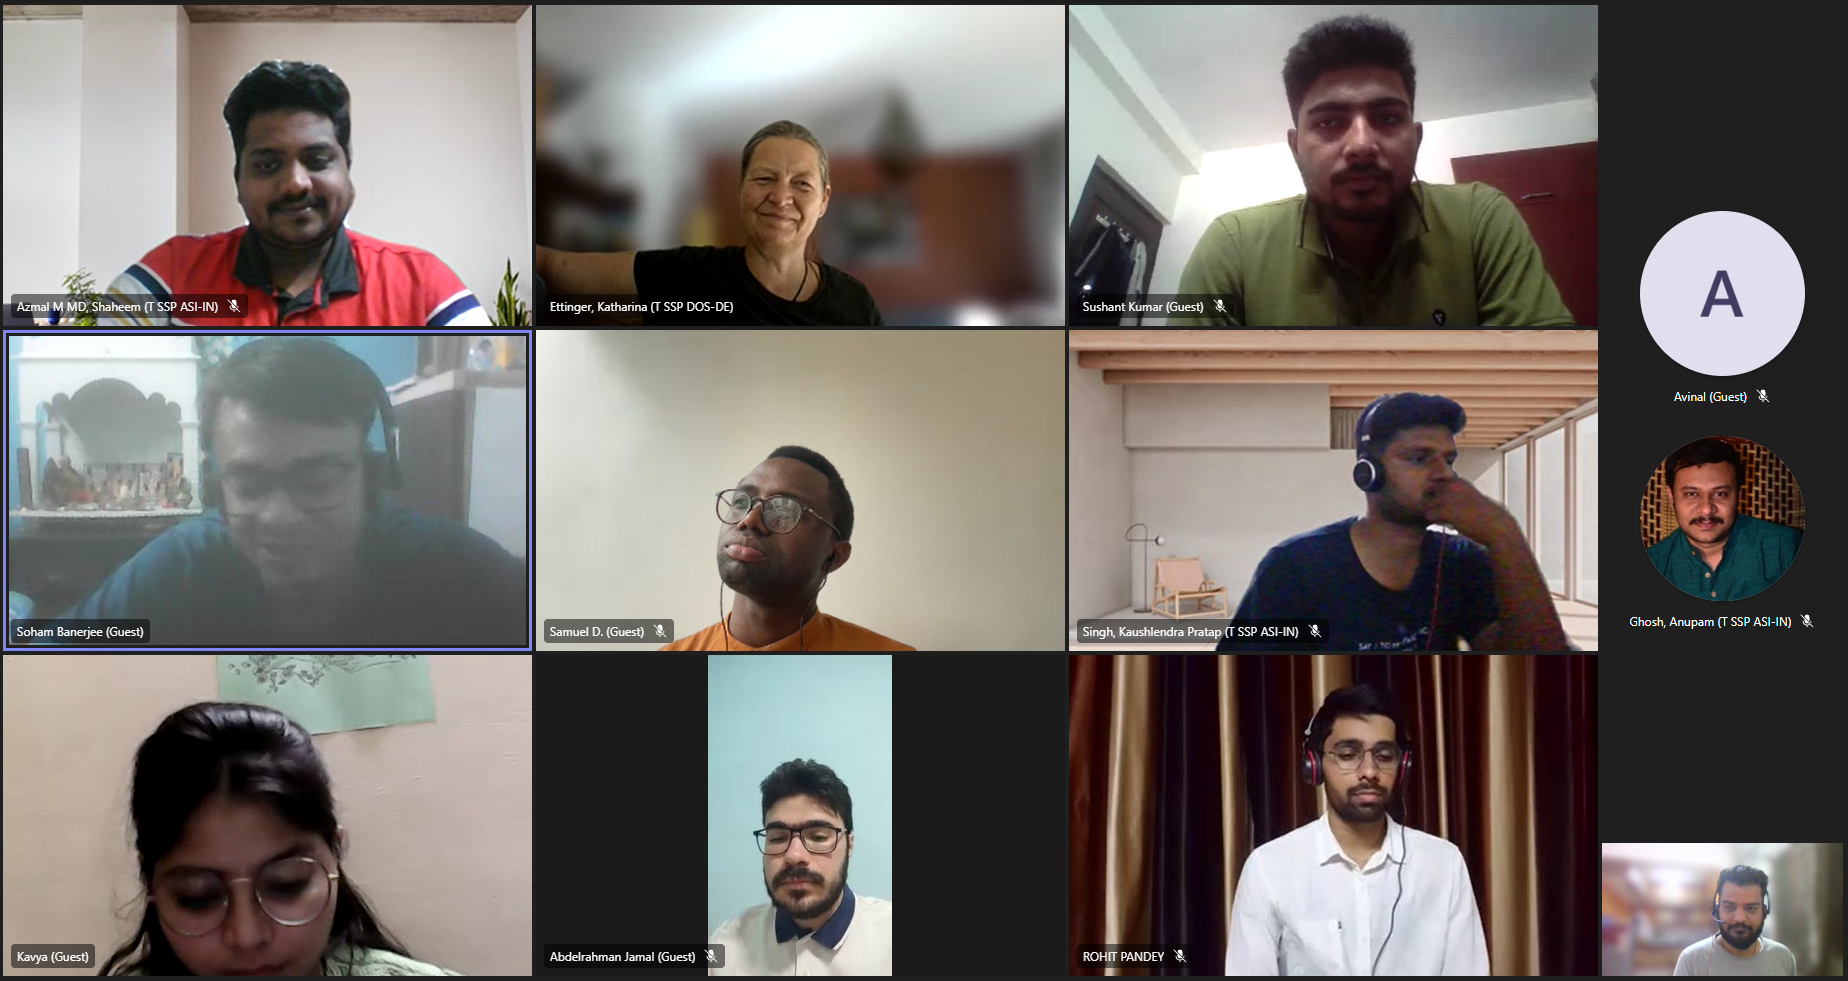 Azmal M MD, Shaheem (T SSP ASI-IN)
Ettinger, Katharina (T SSP DOS-DE)
Sushant Kumar (Guest)
A
Avinal (Guest)
Soham Banerjee (Guest)
Samuel D. (Guest)
Singh, Kaushlendra Pratap (T SSP ASI-IN)
Ghosh, Anupam (T SSP ASI-IN)
Kavya (Guest)
Abdelrahman Jamal (Guest)
ROHIT PANDEY